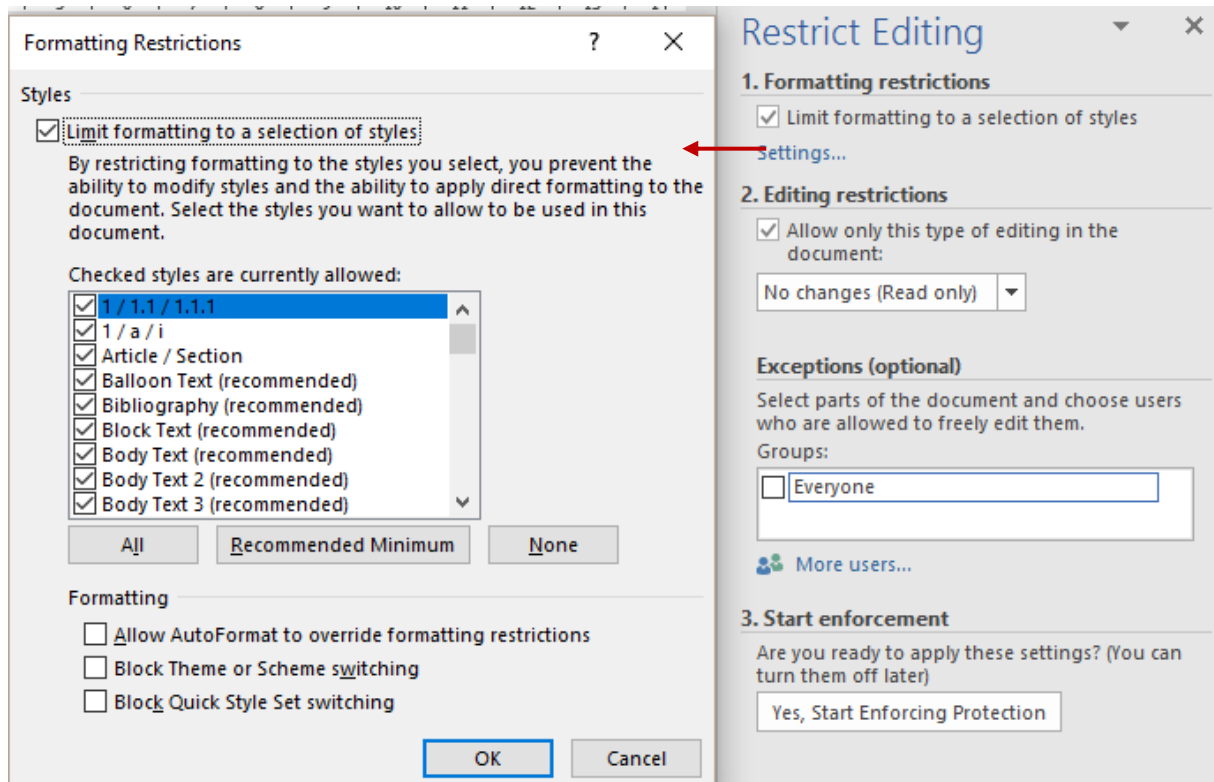 Formatting Restrictions
Styles
Limit formatting to a selection of styles
By restricting formatting to the styles you select, you prevent the
ability to modify styles and the ability to apply direct formatting to the
document. Select the styles you want to allow to be used in this
document.
Checked styles are currently allowed:
1 / 1.1 / 1.1.1
1 / a / i
Article / Section
Balloon Text (recommended)
Bibliography (recommended)
Block Text (recommended)
Body Text (recommended)
Body Text 2 (recommended)
Body Text 3 (recommended)
All Recommended Minimum None
Formatting
Allow AutoFormat to override formatting restrictions
Block Theme or Scheme switching
Block Quick Style Set switching
OK Cancel
Restrict Editing
1. Formatting restrictions
Limit formatting to a selection of styles
Settings...
2. Editing restrictions
Allow only this type of editing in the
document:
No changes (Read only)
Exceptions (optional)
Select parts of the document and choose users
who are allowed to freely edit them.
Groups:
Everyone
More users...
3. Start enforcement
Are you ready to apply these settings? (You can
turn them off later)
Yes, Start Enforcing Protection